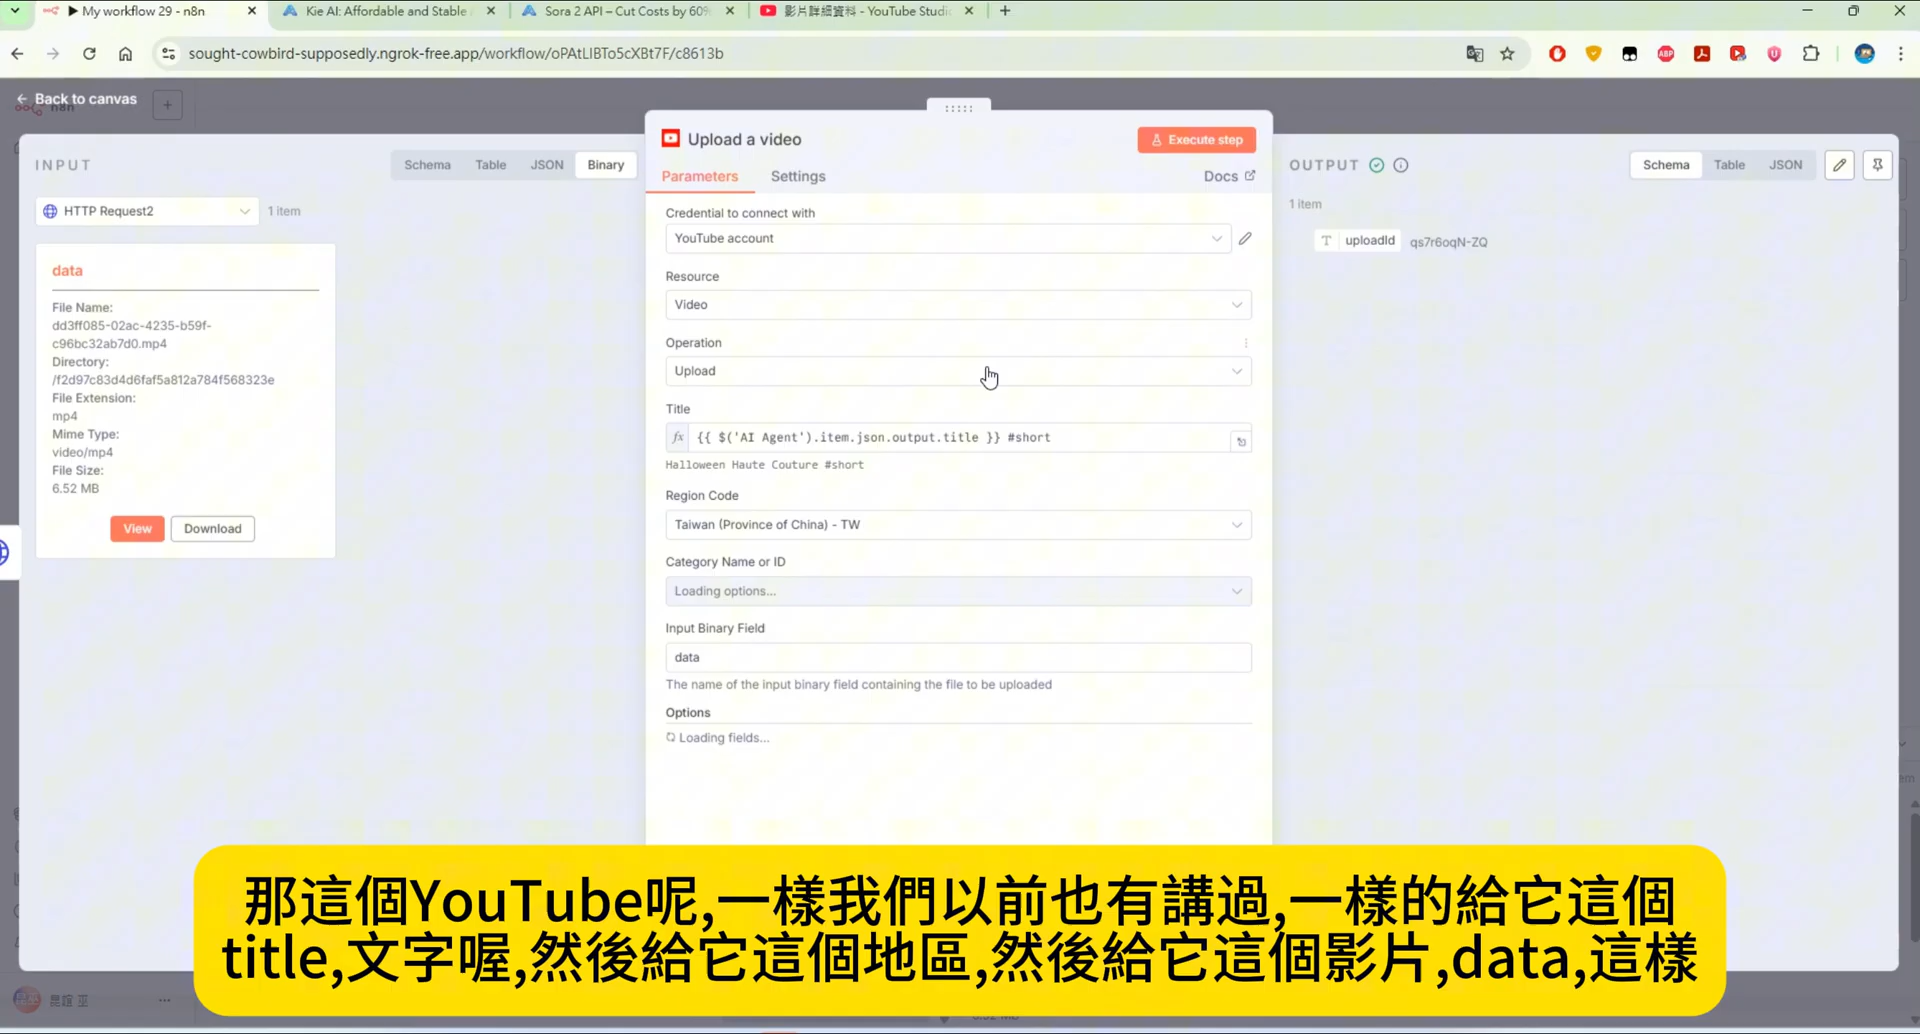 My workflow 29 - n8n
Kie AI: Affordable and Stable
Sora 2 API – Cut Costs by 60%
影片詳細資料 - YouTube Studio
sought-cowbird-supposedly.ngrok-free.app/workflow/oPAtLIBTo5cXBt7F/c8613b
Back to canvas
INPUT
Schema
Table
JSON
Binary
HTTP Request2
1 item
data
File Name:
dd3ff085-02ac-4235-b59f-
c96bc32ab7d0.mp4
Directory:
/f2d97c83d4d6faf5a812a784f568323e
File Extension:
mp4
Mime Type:
video/mp4
File Size:
6.52 MB
View
Download
Upload a video
Execute step
Parameters
Settings
Docs
Credential to connect with
YouTube account
Resource
Video
Operation
Upload
Title
fx {{ $('AI Agent').item.json.output.title }} #short
Halloween Haute Couture #short
Region Code
Taiwan (Province of China) - TW
Category Name or ID
Loading options...
Input Binary Field
data
The name of the input binary field containing the file to be uploaded
Options
Loading fields...
OUTPUT
Schema
Table
JSON
1 item
T uploadId qs7r6oqN-ZQ
那這個YouTube呢,一樣我們以前也有講過,一樣的給它這個
title,文字喔,然後給它這個地區,然後給它這個影片,data,這樣